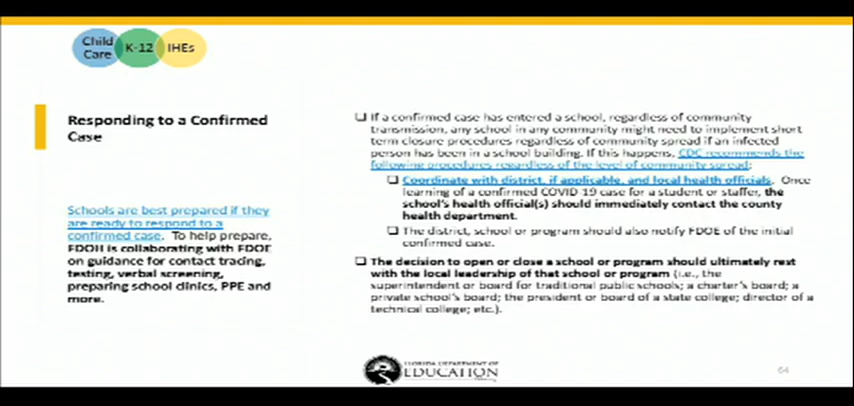 Child
Care
K-12
IHEs
Responding to a Confirmed
Case
Schools are best prepared if they
are ready to respond to a
confirmed case. To help prepare,
FDOH is collaborating with FDOE
on guidance for contact tracing,
testing, verbal screening,
preparing school clinics, PPE and
more.
❑ If a confirmed case has entered a school, regardless of community
transmission, any school in any community might need to implement short
term closure procedures regardless of community spread if an infected
person has been in a school building. If this happens, CDC recommends the
following procedures regardless of the level of community spread:
❑ Coordinate with district, if applicable, and local health officials. Once
learning of a confirmed COVID 19 case for a student or staffer, the
school's health official(s) should immediately contact the county
health department.
❑ The district, school or program should also notify FDOE of the initial
confirmed case.
❑ The decision to open or close a school or program should ultimately rest
with the local leadership of that school or program (i.e., the
superintendent or board for traditional public schools; a charter's board; a
private school's board; the president or board of a state college; director of a
technical college; etc.).
FLORIDA DEPARTMENT OF
EDUCATION
64